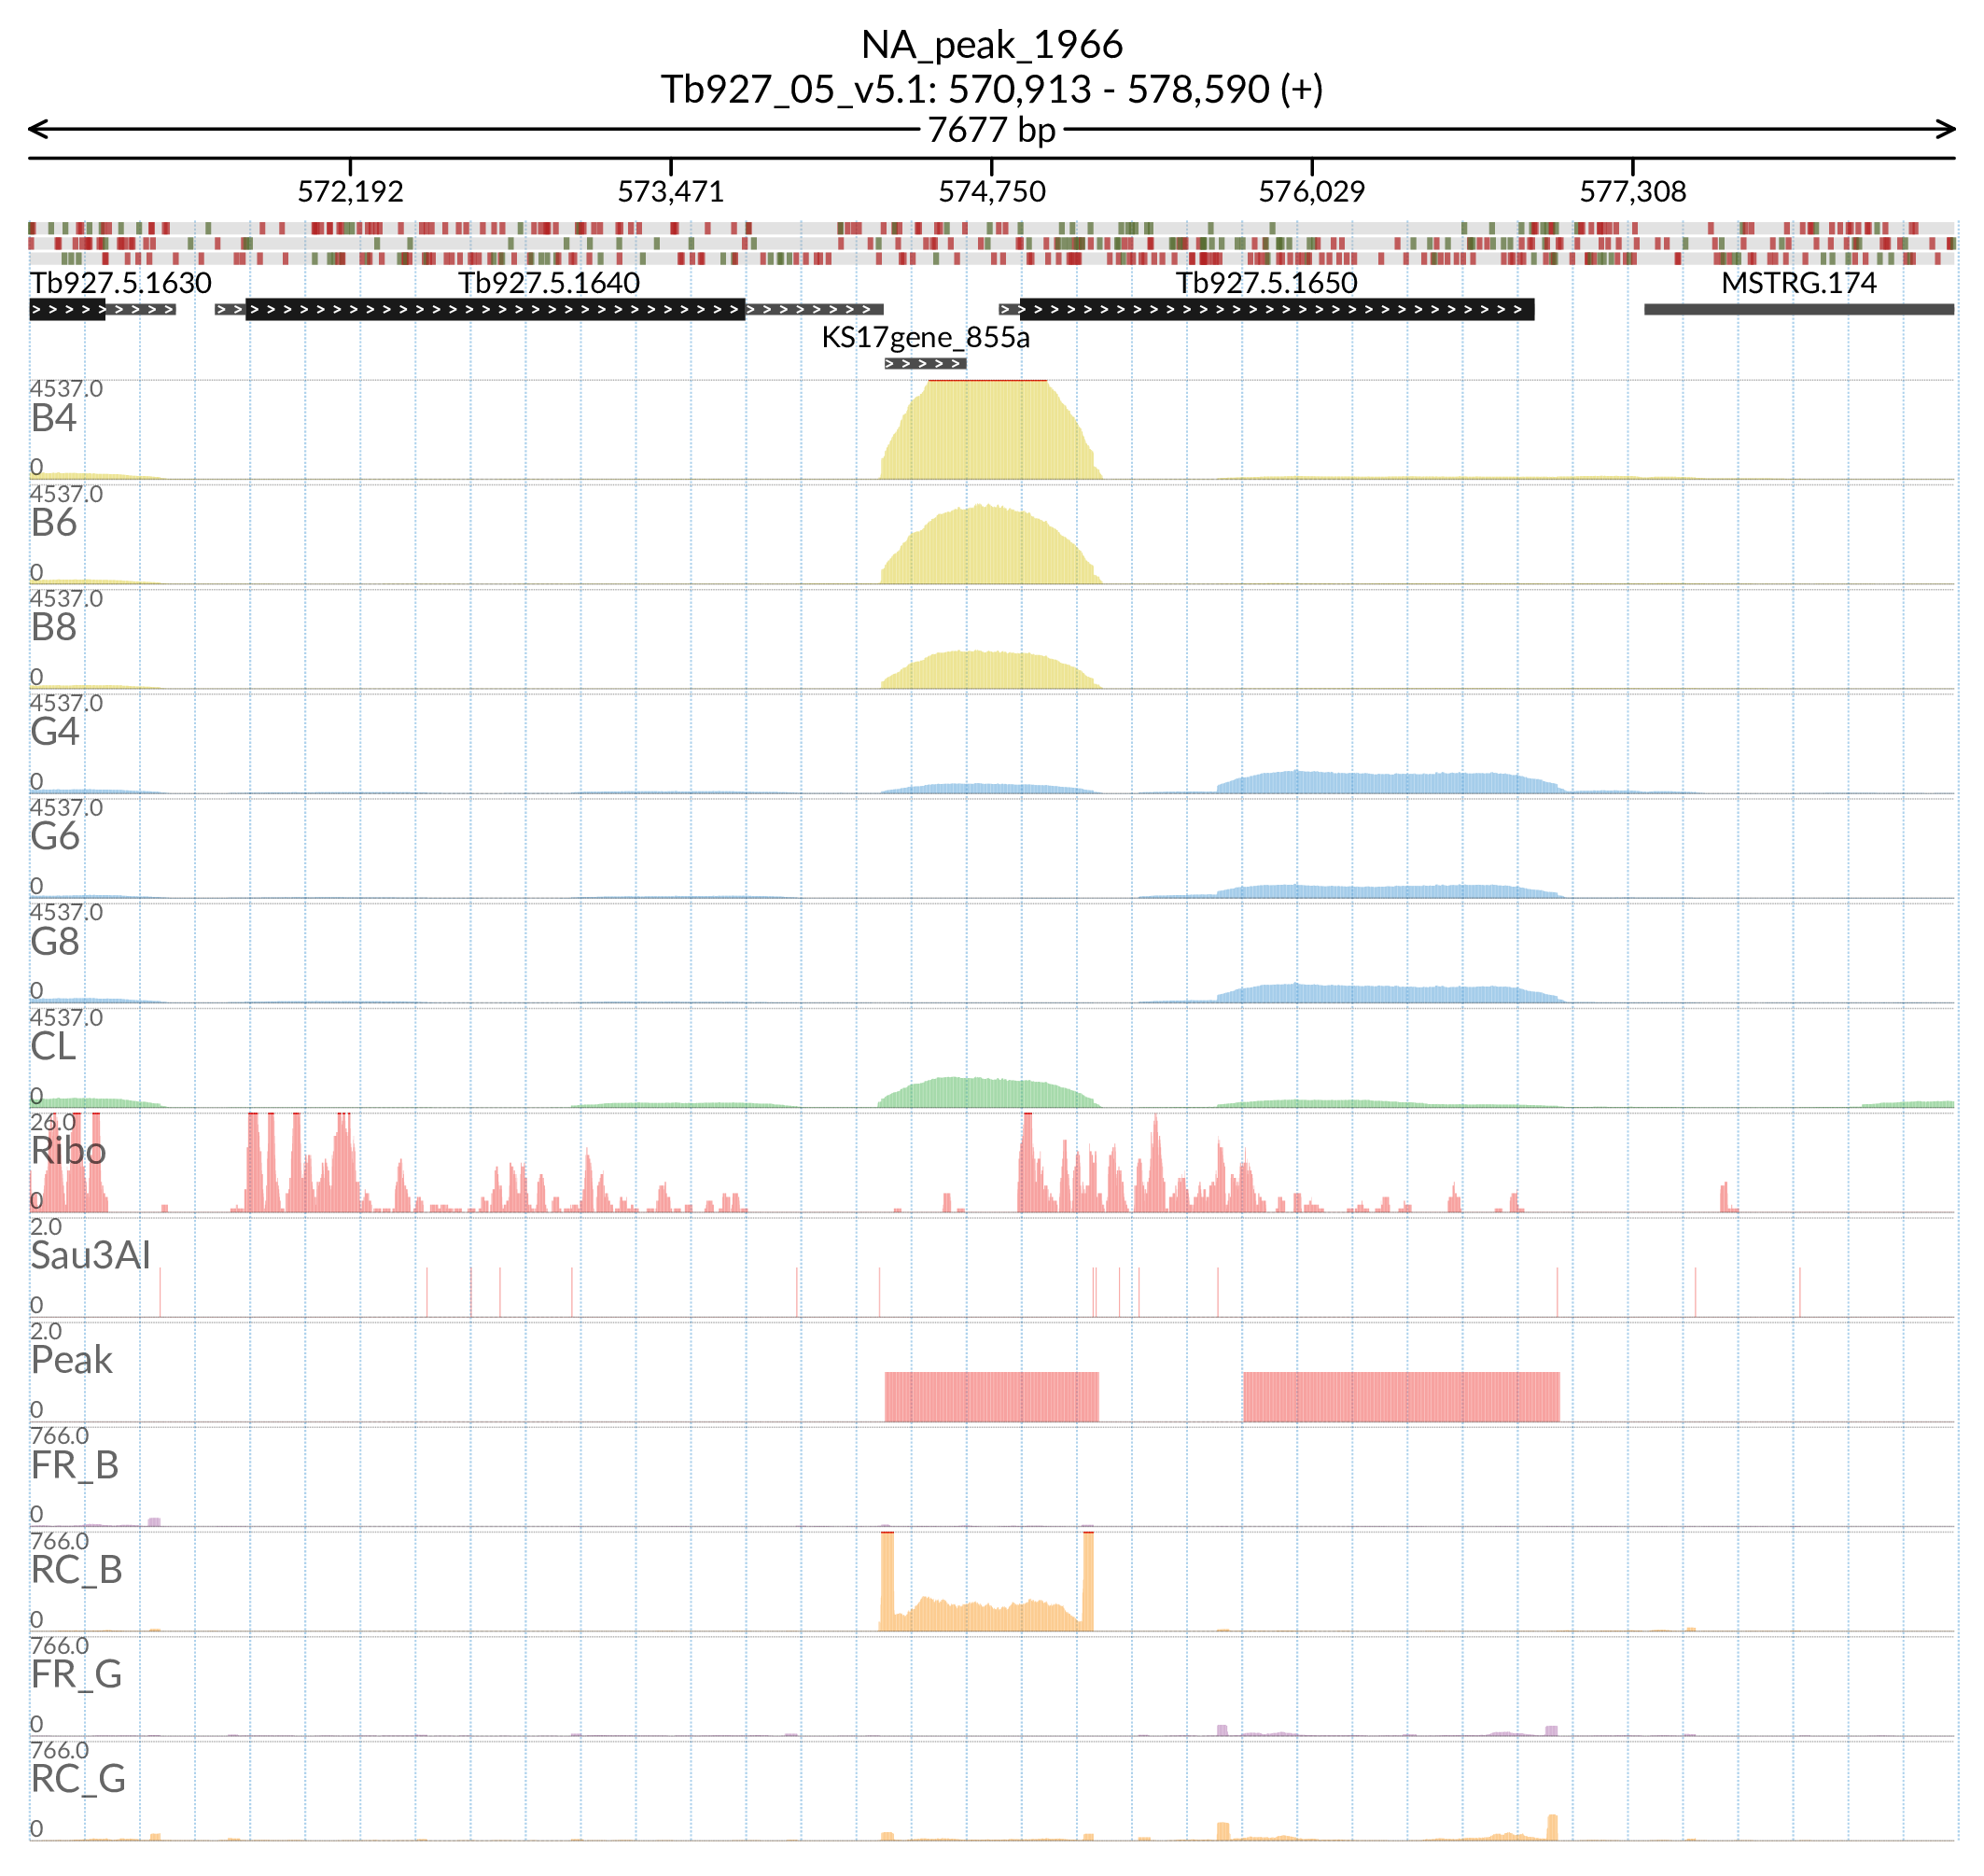 NA_peak_1966
Tb927_05_v5.1: 570,913 - 578,590 (+)
7677 bp
572,192 573,471 574,750 576,029 577,308
Tb927.5.1630 Tb927.5.1640 Tb927.5.1650 MSTRG.174
KS17gene_855a
4537.0
B4
0
4537.0
B6
0
4537.0
B8
0
4537.0
G4
0
4537.0
G6
0
4537.0
G8
0
4537.0
CL
0
26.0
Ribo
0
2.0
Sau3AI
0
2.0
Peak
0
766.0
FR_B
0
766.0
RC_B
0
766.0
FR_G
0
766.0
RC_G
0